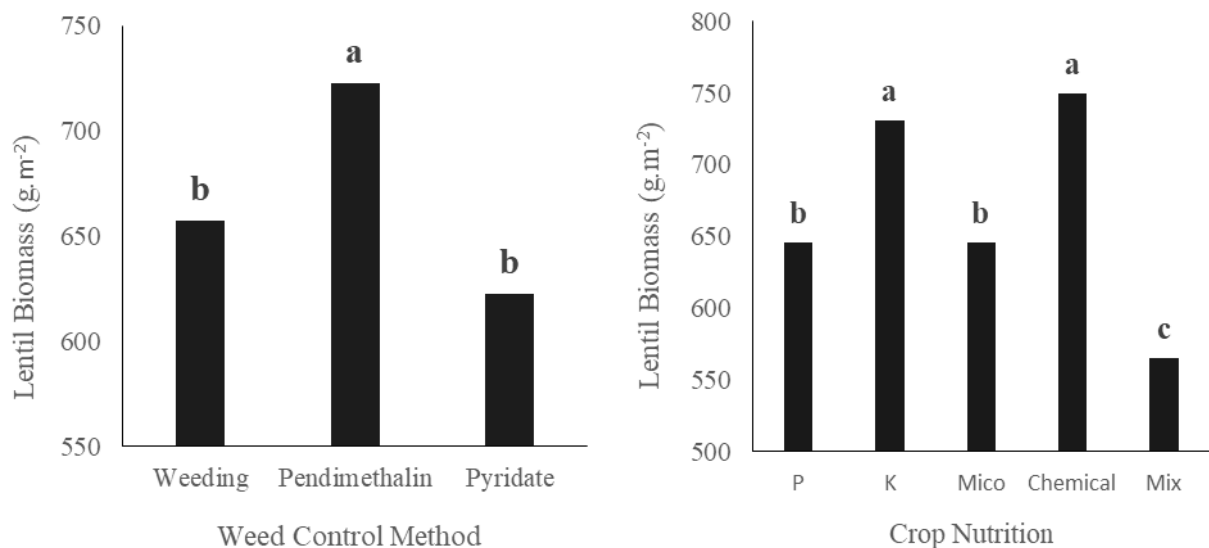 Lentil Biomass (g.m-2)
750
700
650
600
550
b
a
b
Weeding Pendimethalin Pyridate
Weed Control Method
Lentil Biomass (g.m-2)
800
750
700
650
600
550
500
b
a
b
a
c
P K Mico Chemical Mix
Crop Nutrition